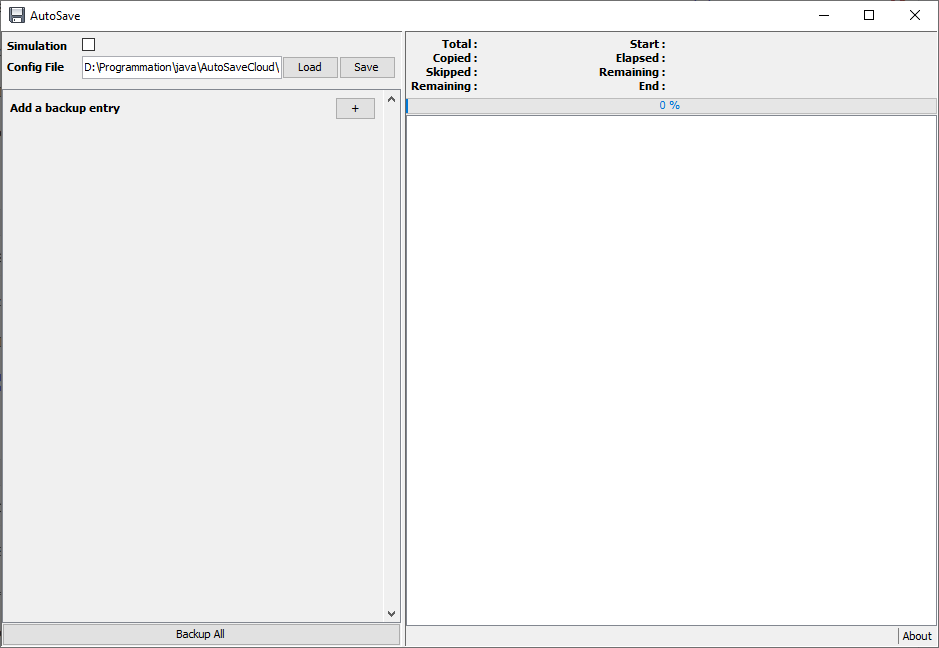 AutoSave
Simulation
Config File D:\Programmation\java\AutoSaveCloud\ Load Save
Add a backup entry +
Backup All
Total : Start :
Copied : Elapsed :
Skipped : Remaining :
Remaining : End :
0 %
About